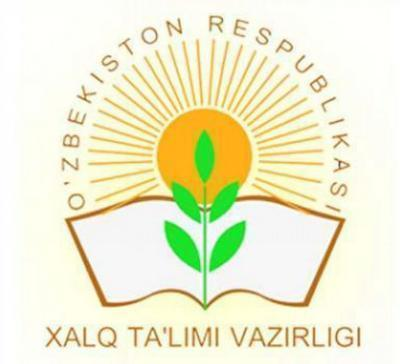 O'ZBEKISTON RESPUBLIKASI
XALQ TA'LIMI VAZIRLIGI